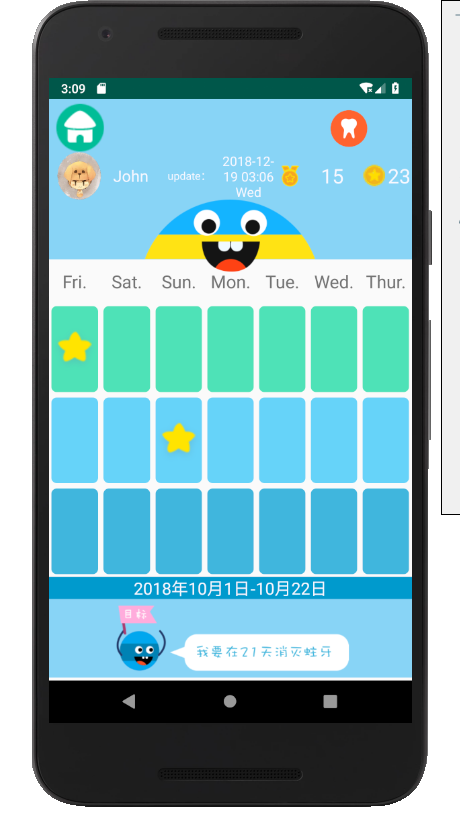 3:09
John
update:
2018-12-
19 03:06
Wed
15
23
Fri. Sat. Sun. Mon. Tue. Wed. Thur.
2018年10月1日-10月22日
目标
我要在21天消灭蛀牙